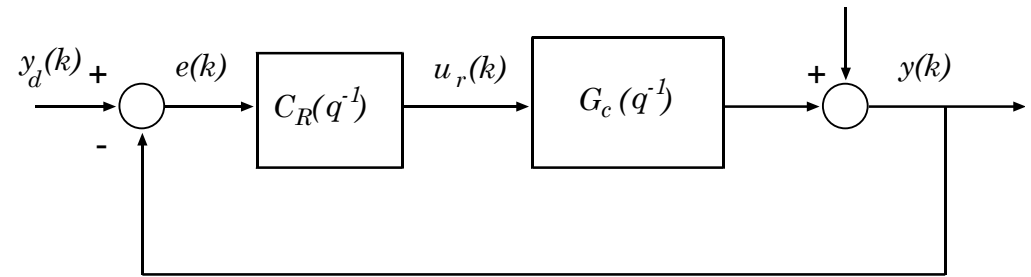 y_d(k) + e(k) C_R(q^{-1}) u_r(k) G_c(q^{-1}) + y(k)
-